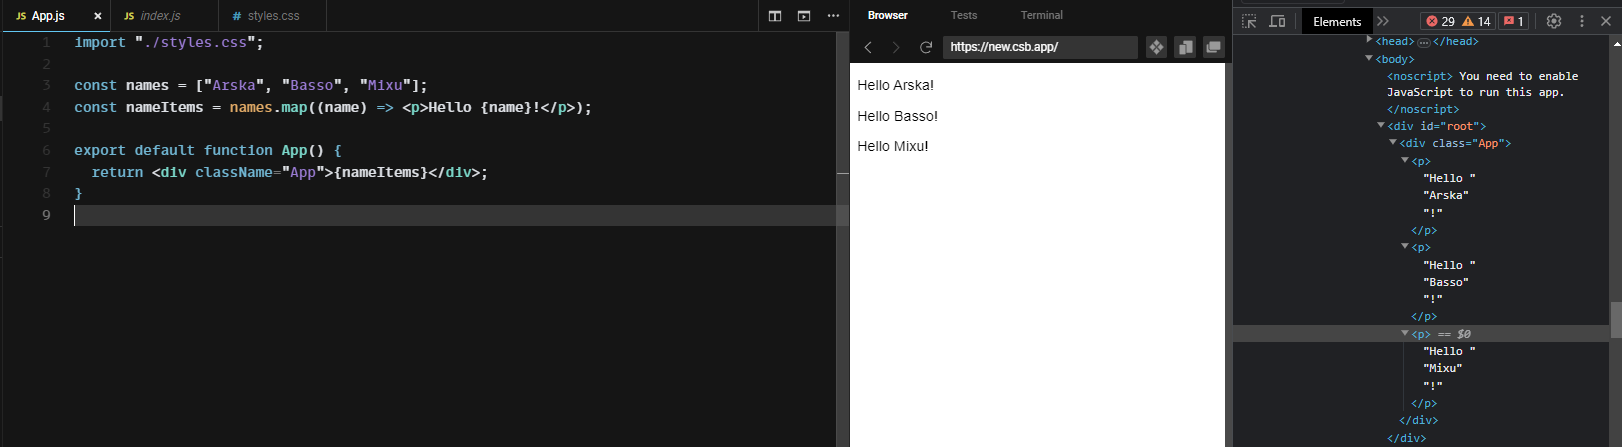 JS App.js ×
JS index.js
# styles.css
1 import "./styles.css";
2
3 const names = ["Arska", "Basso", "Mixu"];
4 const nameItems = names.map((name) => <p>Hello {name}!</p>);
5
6 export default function App() {
7 return <div className="App">{nameItems}</div>;
8 }
9
Browser Tests Terminal
https://new.csb.app/
Hello Arska!
Hello Basso!
Hello Mixu!
Elements 29 14 1
<head> … </head>
<body>
<noscript> You need to enable
JavaScript to run this app.
</noscript>
<div id="root">
<div class="App">
<p>
"Hello "
"Arska"
"!"
</p>
<p>
"Hello "
"Basso"
"!"
</p>
<p> == $0
"Hello "
"Mixu"
"!"
</p>
</div>
</div>